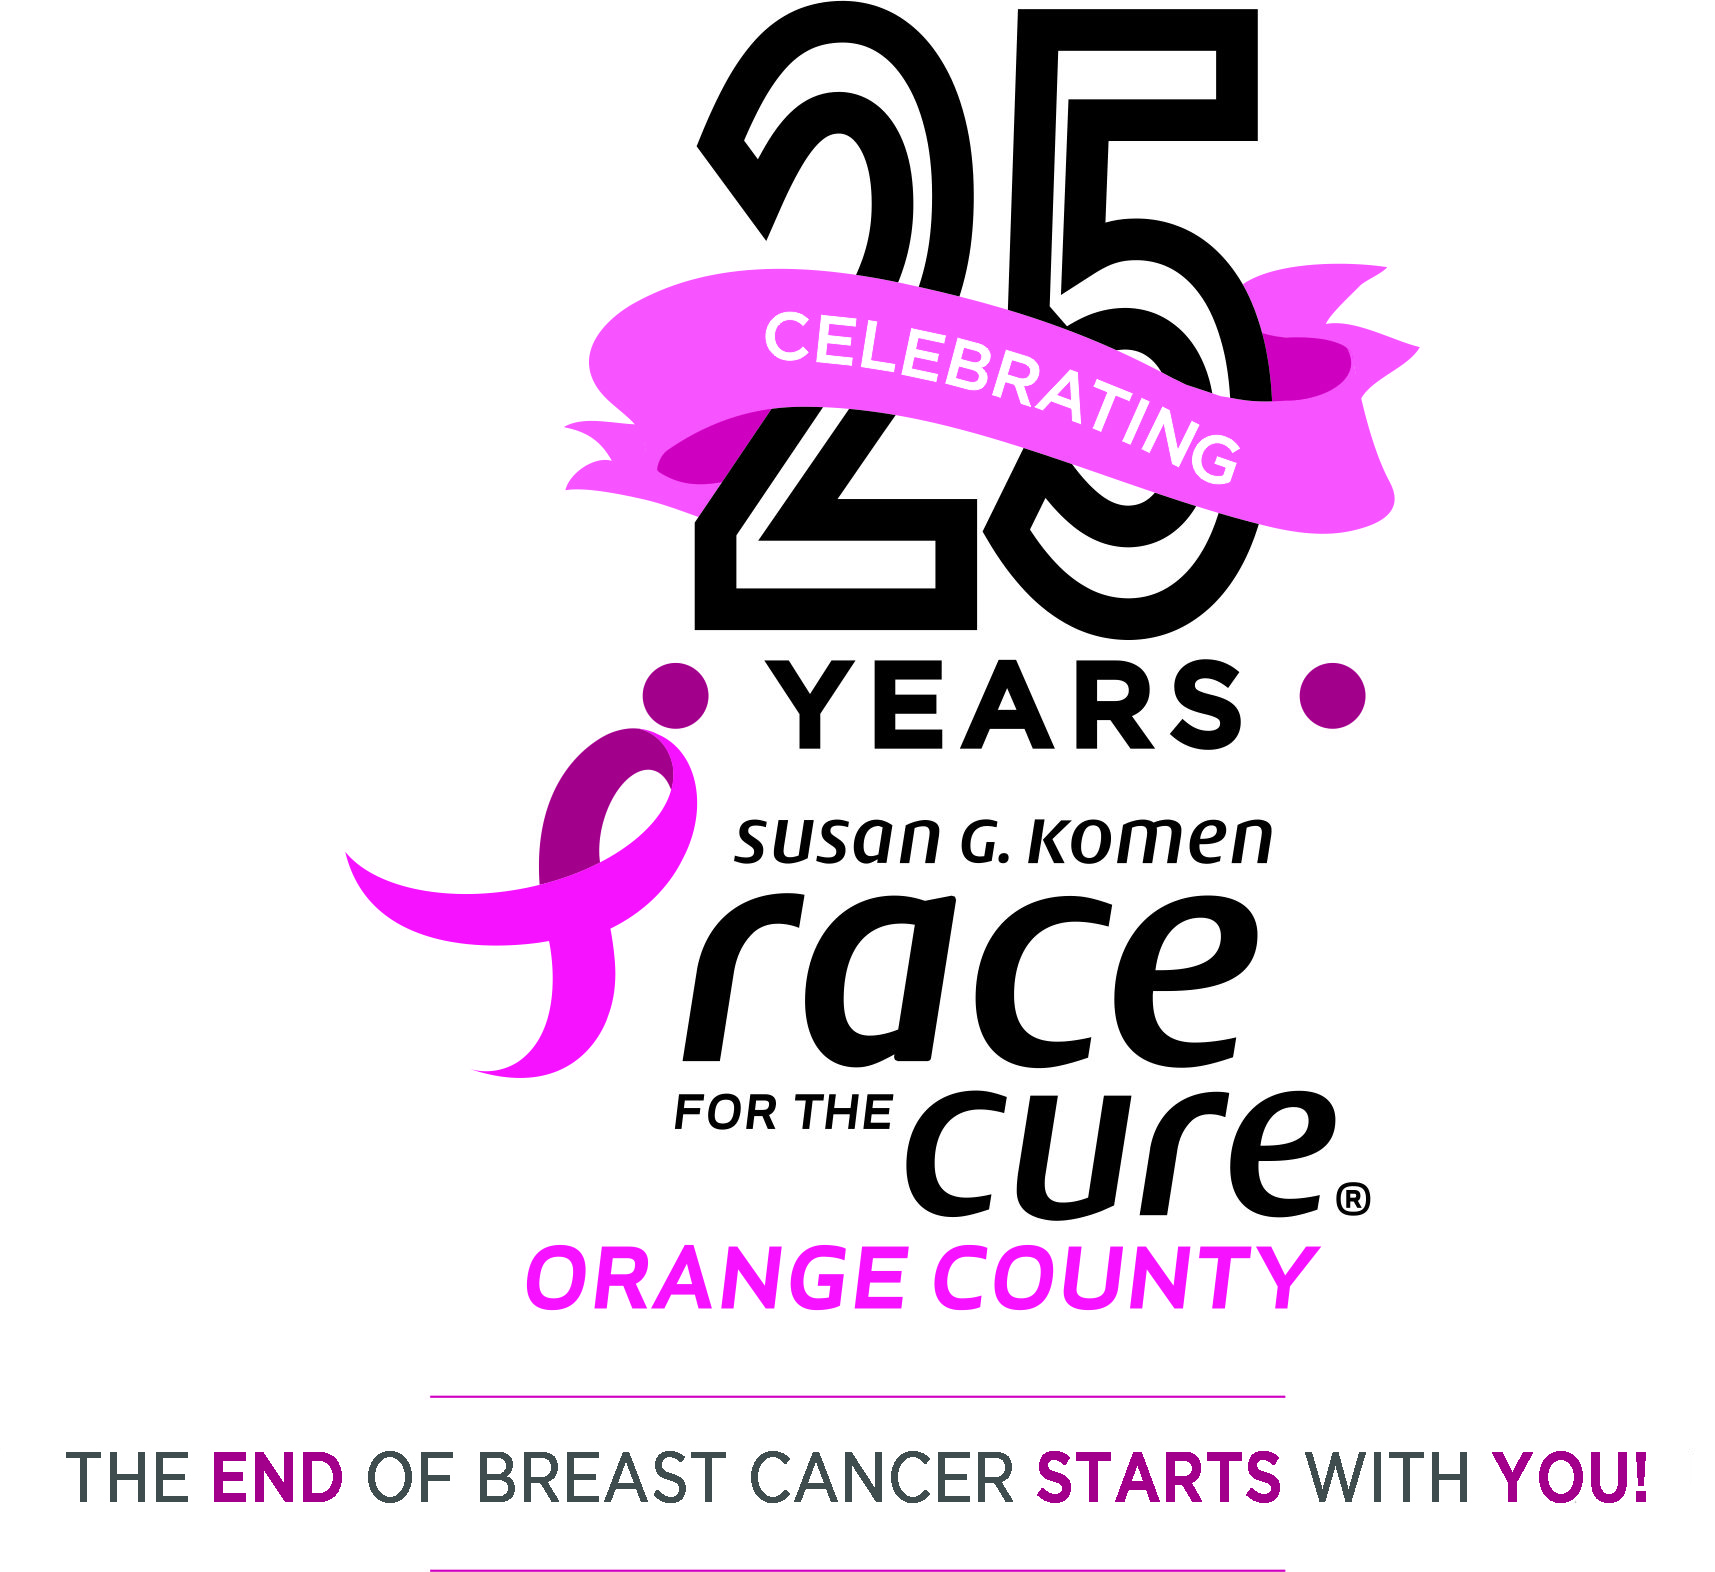 25
CELEBRATING
YEARS
susan G. Komen
race
FOR THE cure®
ORANGE COUNTY
THE END OF BREAST CANCER STARTS WITH YOU!